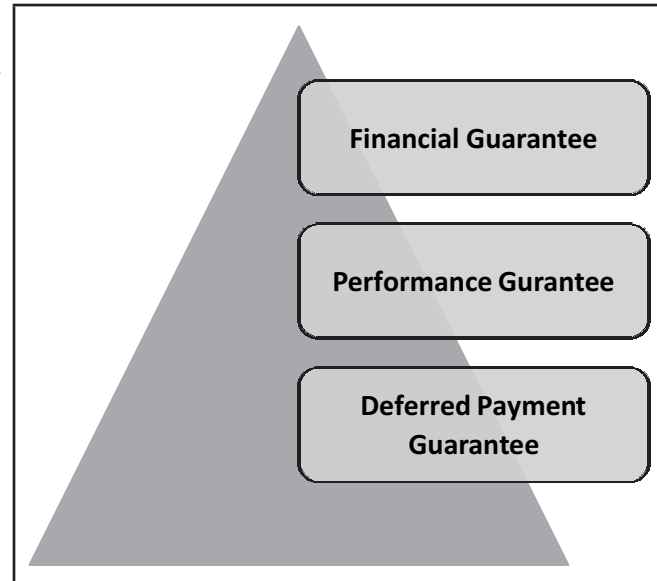 Financial Guarantee
Performance Gurantee
Deferred Payment
Guarantee